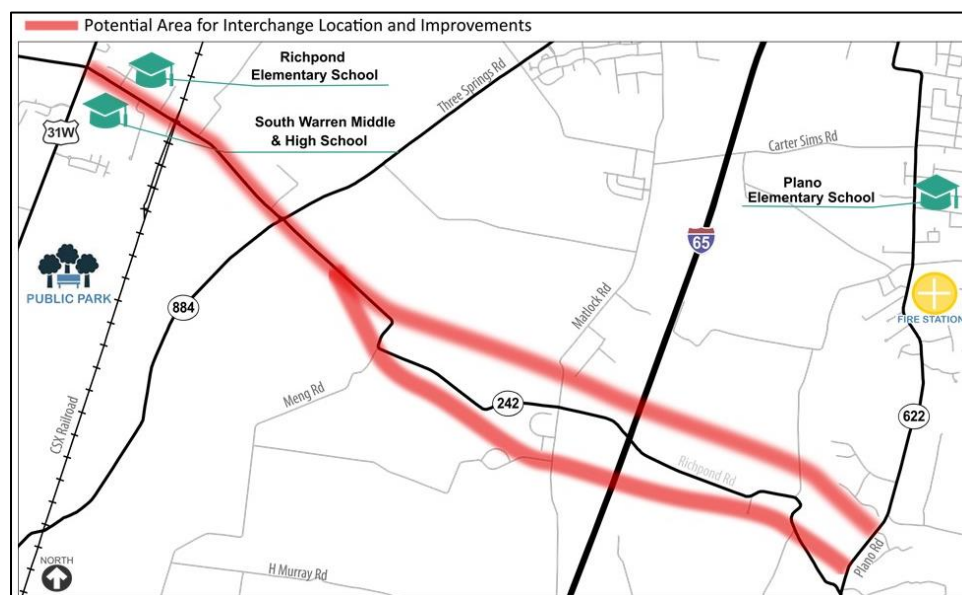 Potential Area for Interchange Location and Improvements
Richpond
Elementary School
South Warren Middle
& High School
31W
Three Springs Rd
Carter Sims Rd
Plano
Elementary School
65
PUBLIC PARK
884
Matlock Rd
FIRE STATION
Meng Rd
242
622
CSX Railroad
Richpond Rd
Plano Rd
NORTH
H Murray Rd